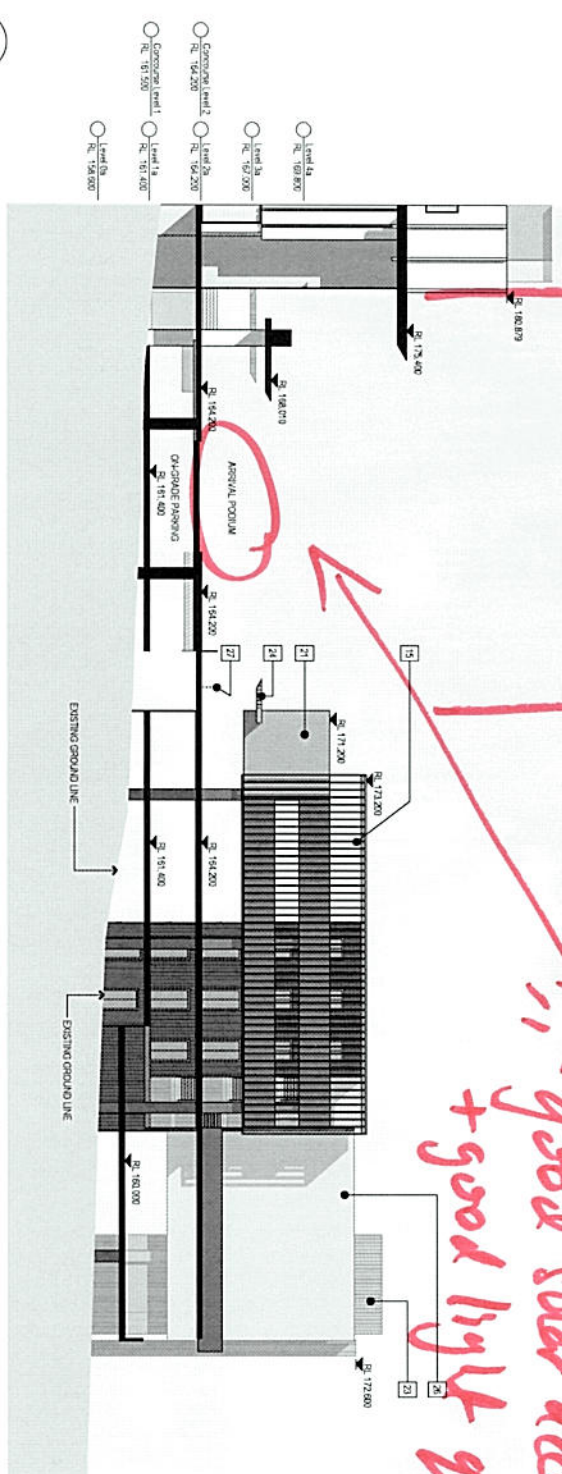 Level 4a
RL 169.800
Level 3a
RL 167.000
Concourse Level 2
RL 164.200
Level 2a
RL 164.200
Concourse Level 1
RL 161.500
Level 1a
RL 161.400
Level 0a
RL 158.600
RL 180.879
RL 175.400
RL 168.010
RL 164.200
ARRIVAL PODIUM
ON-GRADE PARKING
RL 161.400
RL 164.200
27
24
21
15
RL 171.200
RL 173.200
RL 164.200
RL 161.400
EXISTING GROUND LINE
EXISTING GROUND LINE
RL 160.000
RL 172.600
23
26
good solar
+ good light